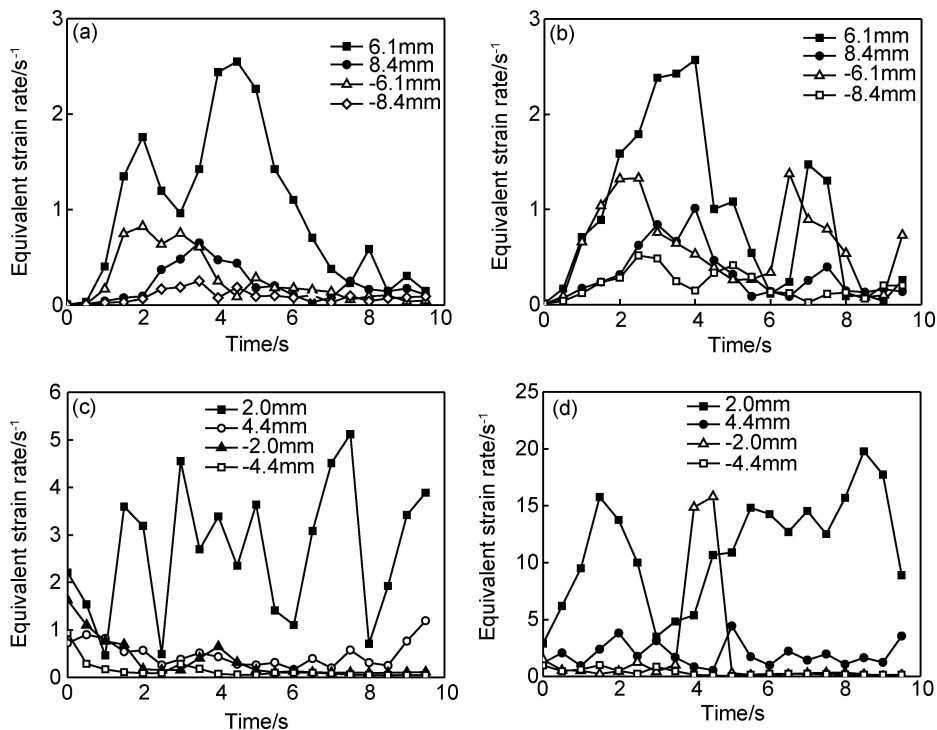 (a)
6.1mm
8.4mm
-6.1mm
-8.4mm
Equivalent strain rate/s-1
3
2
1
0
0 2 4 6 8 10
Time/s
(b)
6.1mm
8.4mm
-6.1mm
-8.4mm
Equivalent strain rate/s-1
3
2
1
0
0 2 4 6 8 10
Time/s
(c)
2.0mm
4.4mm
-2.0mm
-4.4mm
Equivalent strain rate/s-1
6
5
4
3
2
1
0
0 2 4 6 8 10
Time/s
(d)
2.0mm
4.4mm
-2.0mm
-4.4mm
Equivalent strain rate/s-1
25
20
15
10
5
0
0 2 4 6 8 10
Time/s